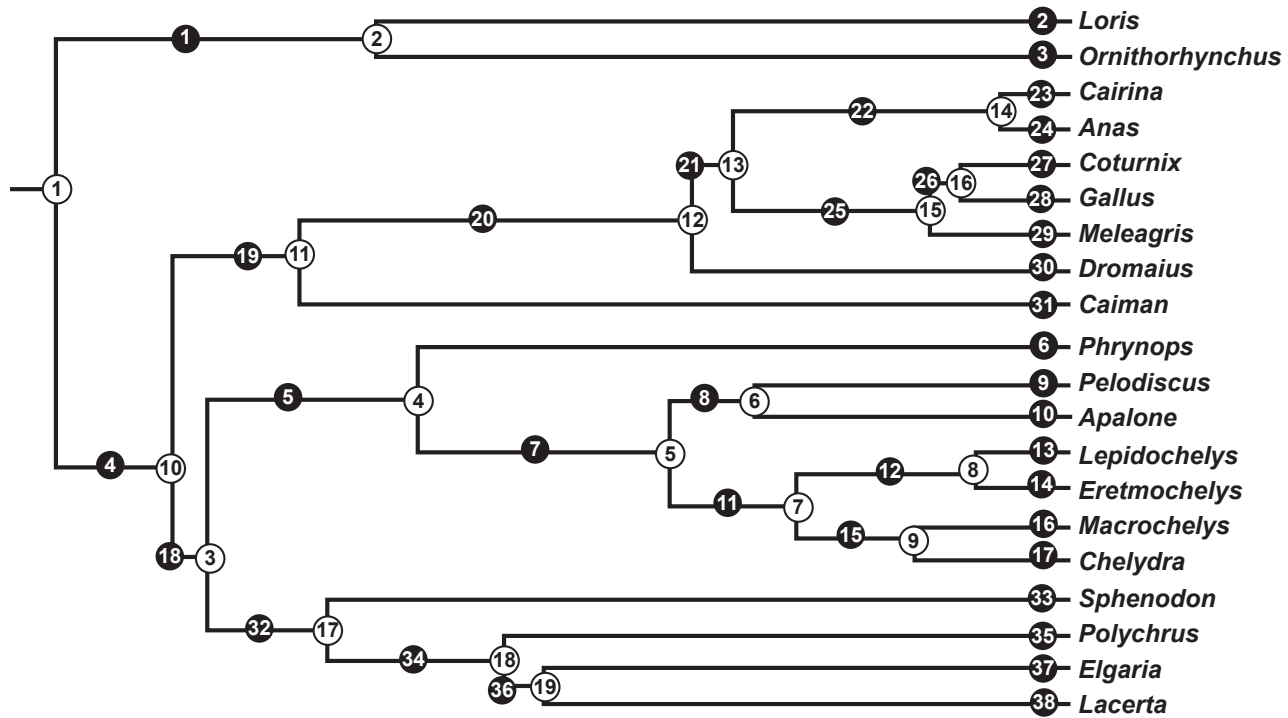 2 Loris
1 2
3 Ornithorhynchus
23 Cairina
22 14
24 Anas
21 13
27 Coturnix
26 16
1
28 Gallus
25 15
20 12
29 Meleagris
19 11
30 Dromaius
31 Caiman
6 Phrynops
9 Pelodiscus
5 4 8 6
10 Apalone
7 5
13 Lepidochelys
4 10 12 8
14 Eretmochelys
11 7
16 Macrochelys
15 9
18 3
17 Chelydra
33 Sphenodon
32 17
35 Polychrus
34 18
37 Elgaria
36 19
38 Lacerta